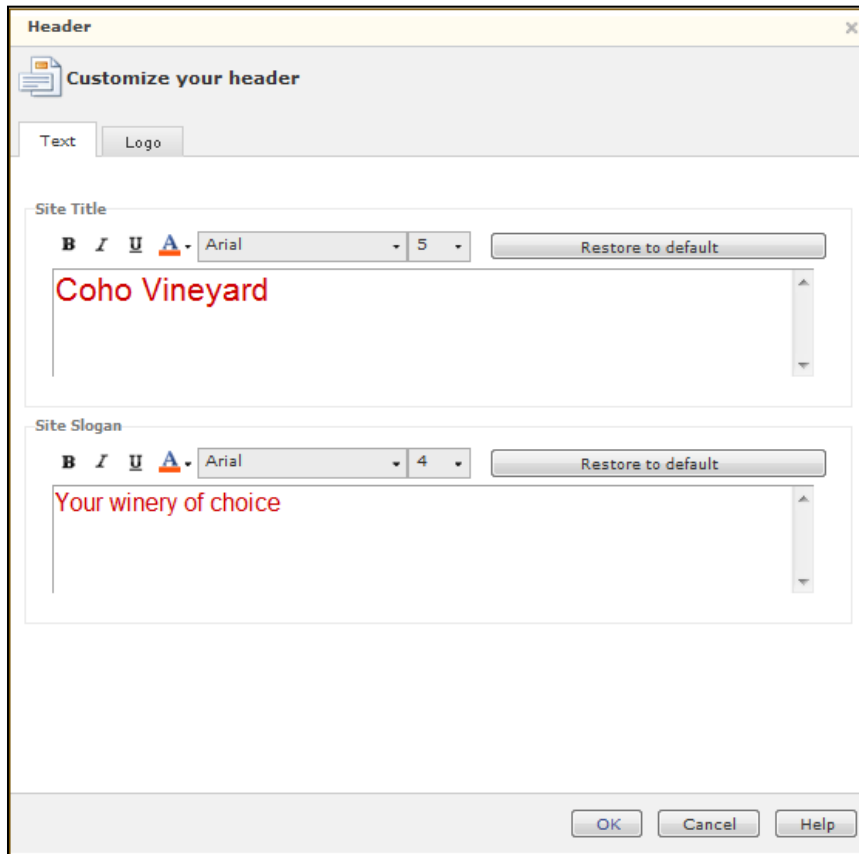 Header
Customize your header
Text Logo
Site Title
B I U A Arial 5 Restore to default
Coho Vineyard
Site Slogan
B I U A Arial 4 Restore to default
Your winery of choice
OK Cancel Help